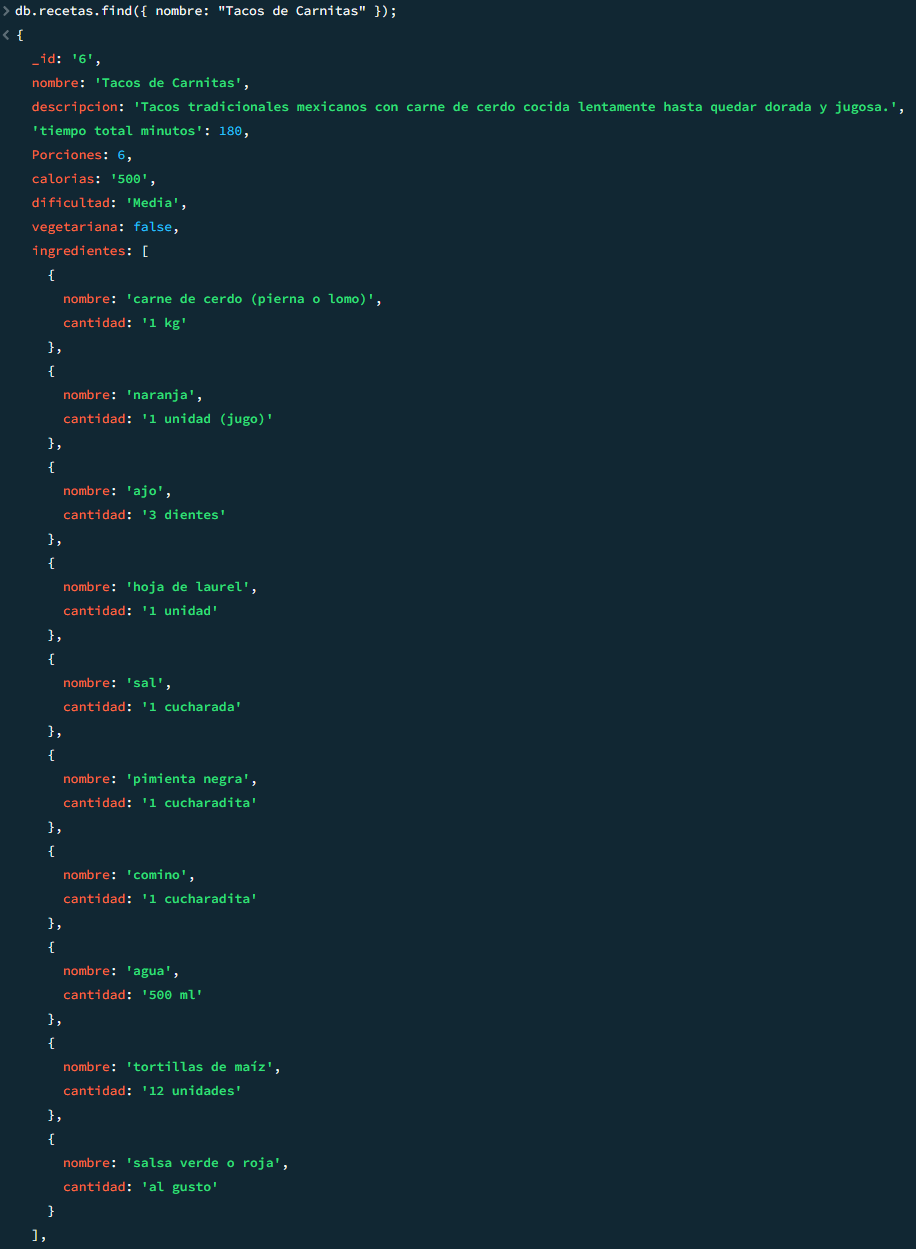 > db.recetas.find({ nombre: "Tacos de Carnitas" });
< {
_id: '6',
nombre: 'Tacos de Carnitas',
descripcion: 'Tacos tradicionales mexicanos con carne de cerdo cocida lentamente hasta quedar dorada y jugosa.',
'tiempo total minutos': 180,
Porciones: 6,
calorias: '500',
dificultad: 'Media',
vegetariana: false,
ingredientes: [
{
nombre: 'carne de cerdo (pierna o lomo)',
cantidad: '1 kg'
},
{
nombre: 'naranja',
cantidad: '1 unidad (jugo)'
},
{
nombre: 'ajo',
cantidad: '3 dientes'
},
{
nombre: 'hoja de laurel',
cantidad: '1 unidad'
},
{
nombre: 'sal',
cantidad: '1 cucharada'
},
{
nombre: 'pimienta negra',
cantidad: '1 cucharadita'
},
{
nombre: 'comino',
cantidad: '1 cucharadita'
},
{
nombre: 'agua',
cantidad: '500 ml'
},
{
nombre: 'tortillas de maíz',
cantidad: '12 unidades'
},
{
nombre: 'salsa verde o roja',
cantidad: 'al gusto'
}
],